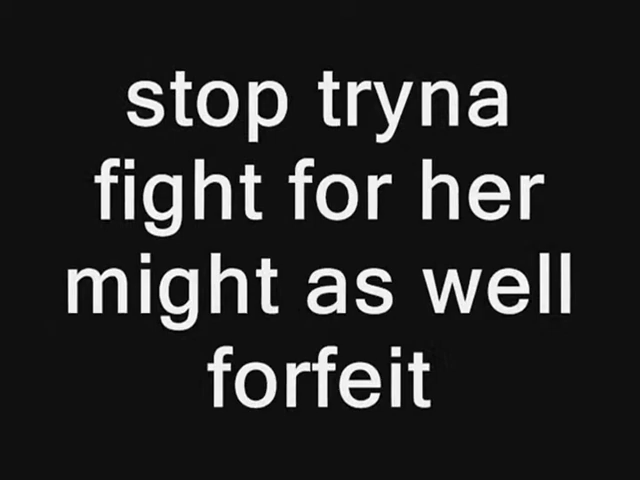 stop tryna
fight for her
might as well
forfeit